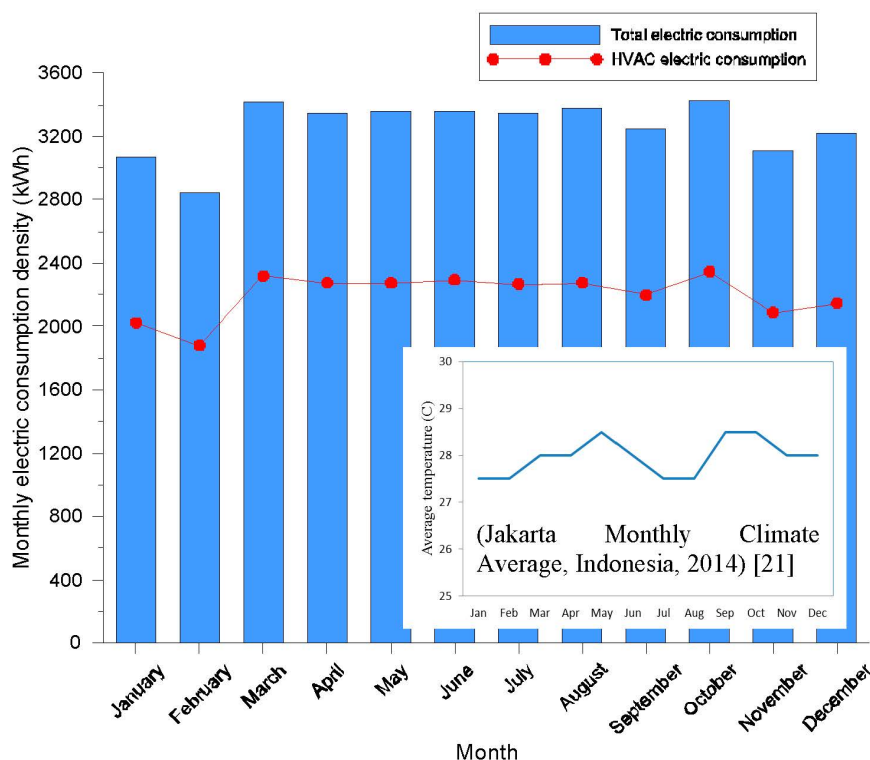 Total electric consumption
HVAC electric consumption
Monthly electric consumption density (kWh)
3600
3200
2800
2400
2000
1600
1200
800
400
0
January
February
March
April
May
June
July
August
September
October
November
December
Month
Average temperature (C)
30
29
28
27
26
25
(Jakarta Monthly Climate
Average, Indonesia, 2014) [21]
Jan Feb Mar Apr May Jun Jul Aug Sep Oct Nov Dec